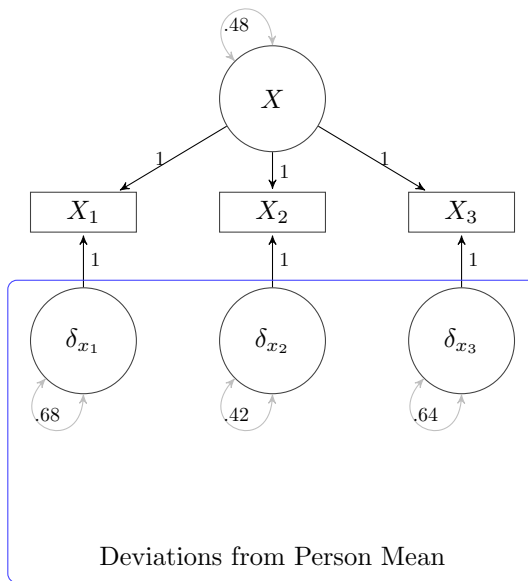 .48
X
1 1 1
X₁ X₂ X₃
1 1 1
δₓ₁ δₓ₂ δₓ₃
.68 .42 .64
Deviations from Person Mean